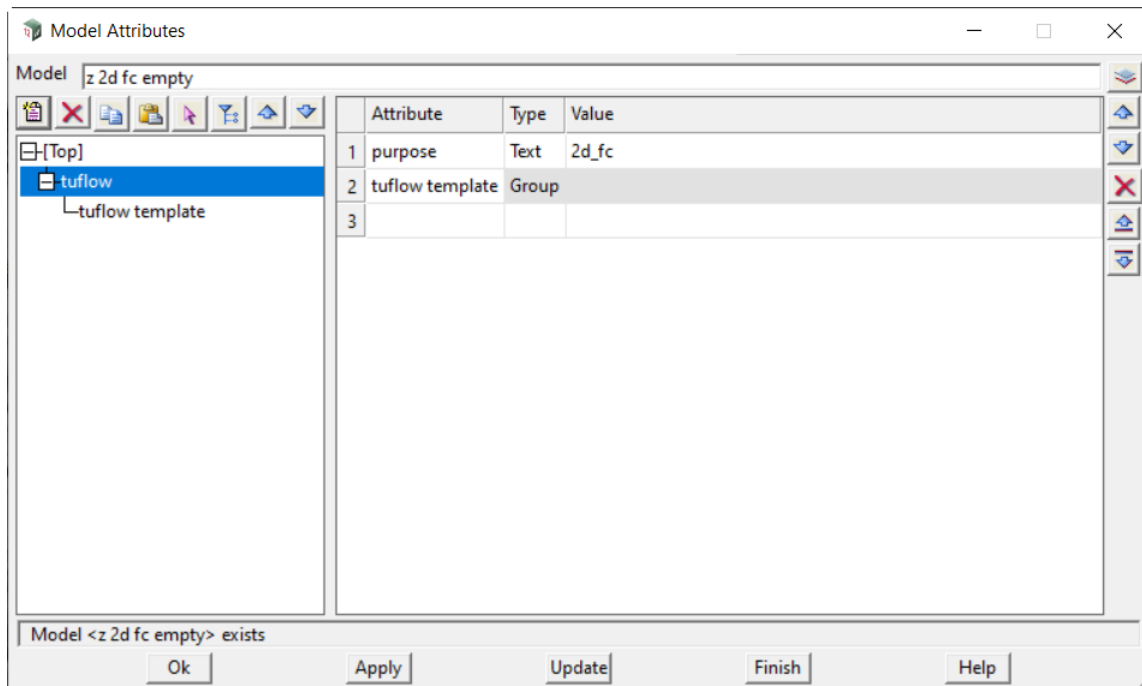 Model Attributes
Model z 2d fc empty
Attribute Type Value
[Top]
tuflow
tuflow template
1 purpose Text 2d_fc
2 tuflow template Group
3
Model <z 2d fc empty> exists
Ok Apply Update Finish Help